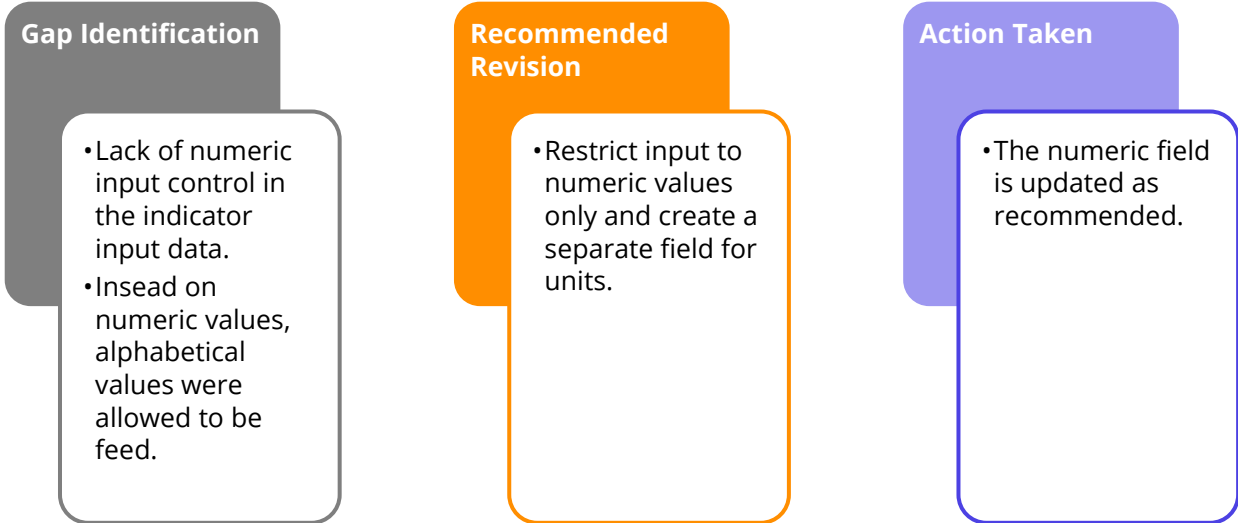 Gap Identification
•Lack of numeric
input control in
the indicator
input data.
•Insead on
numeric values,
alphabetical
values were
allowed to be
feed.
Recommended
Revision
•Restrict input to
numeric values
only and create a
separate field for
units.
Action Taken
•The numeric field
is updated as
recommended.